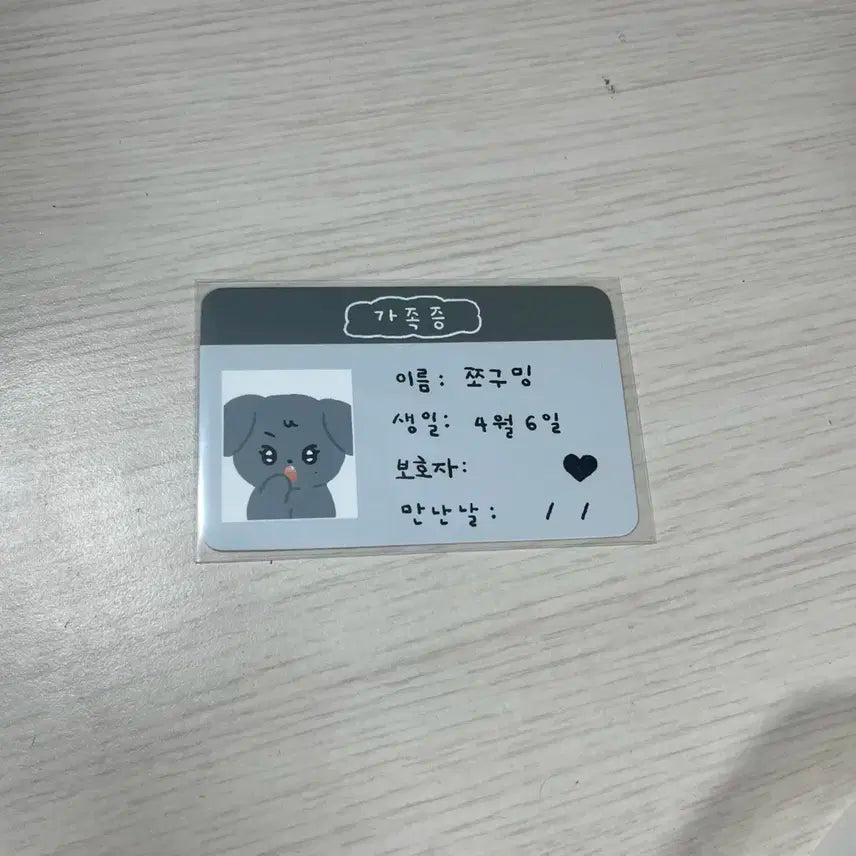 가족증
이름: 쪼구밍
생일: 4월 6일
보호자: ♥
만난날: / /